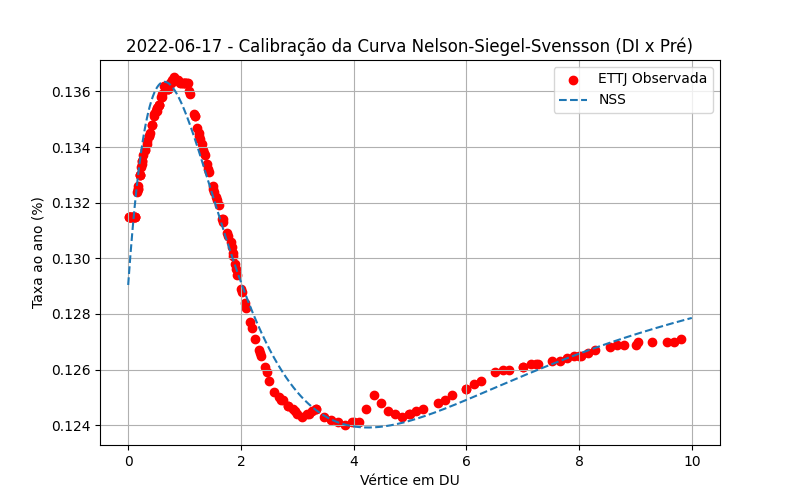 2022-06-17 - Calibração da Curva Nelson-Siegel-Svensson (DI x Pré)
ETTJ Observada
NSS
Taxa ao ano (%)
0.136
0.134
0.132
0.130
0.128
0.126
0.124
0
2
4
6
8
10
Vértice em DU